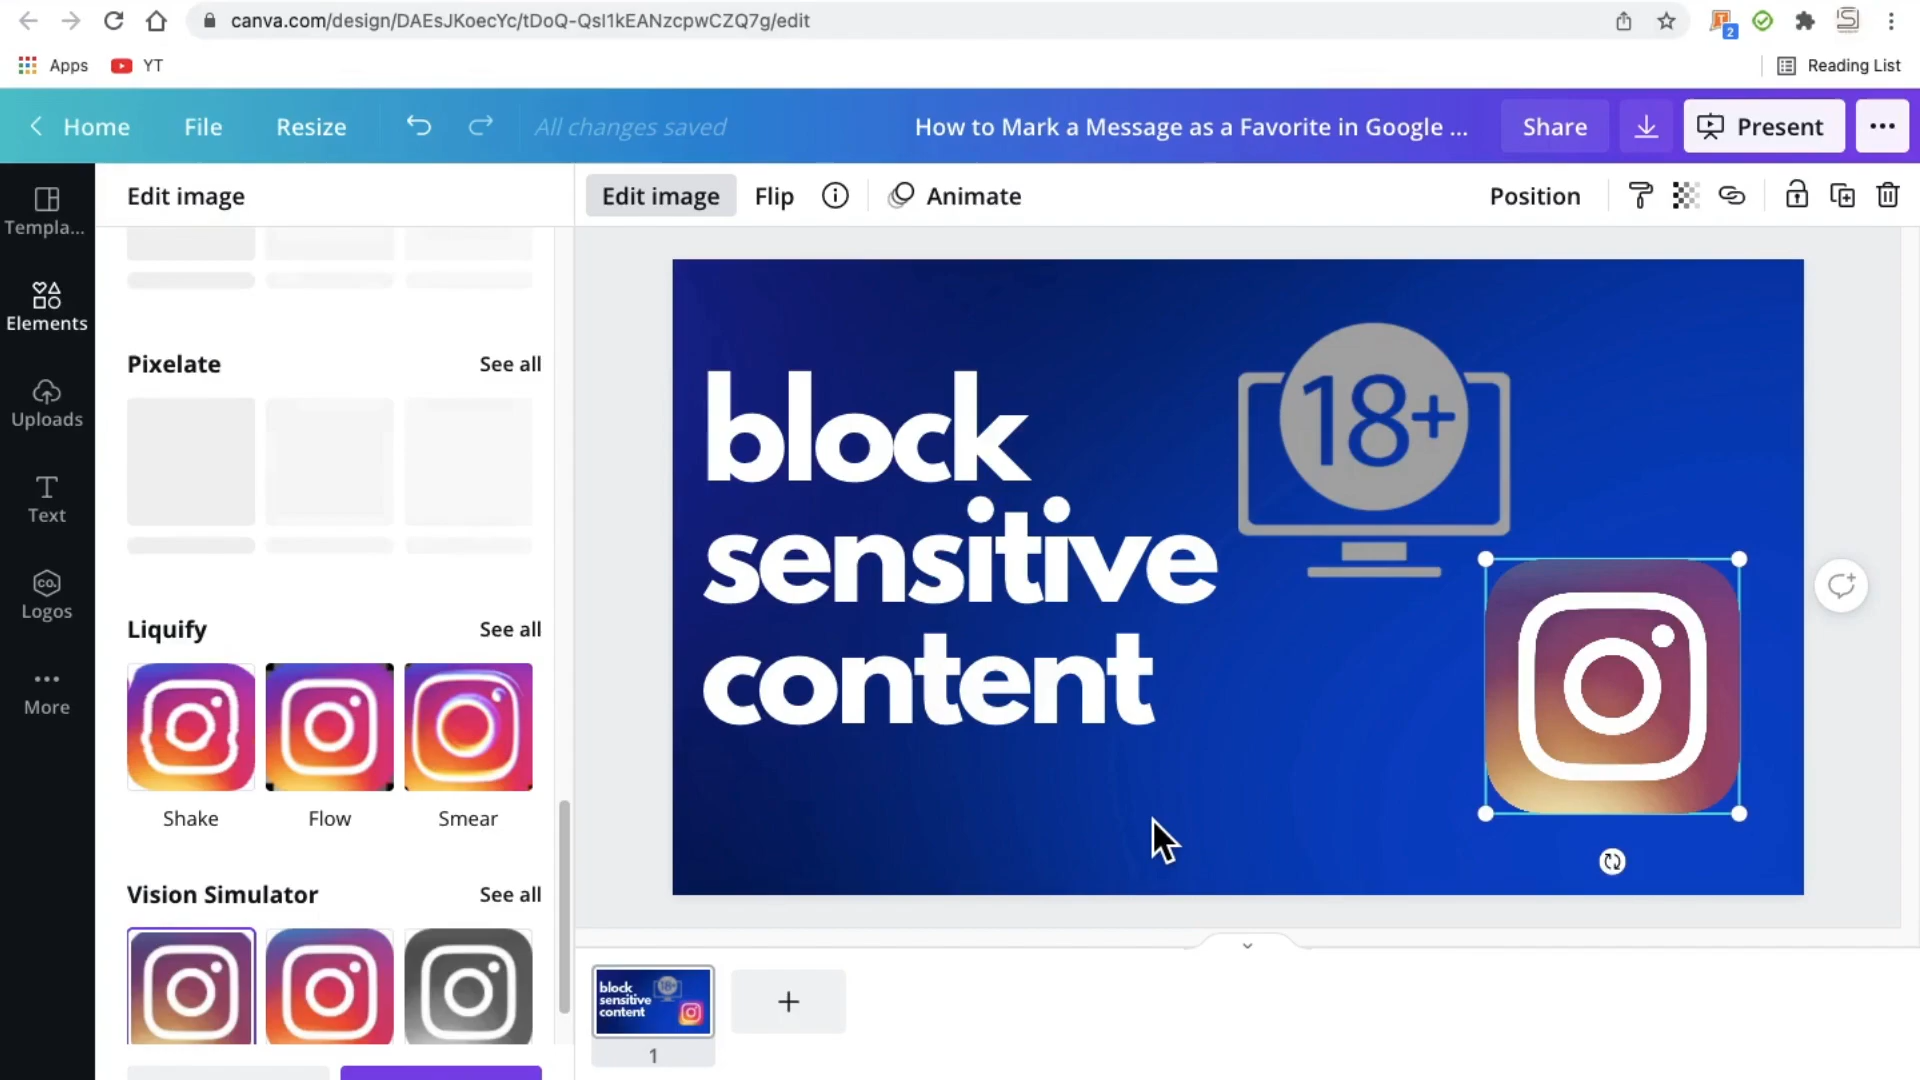 canva.com/design/DAEsJKoecYc/tDoQ-QsI1kEANzcpwCZQ7g/edit
2
Apps
YT
Reading List
Home
File
Resize
All changes saved
How to Mark a Message as a Favorite in Google ...
Share
Present
Templa...
Elements
Uploads
Text
CO.
Logos
More
Edit image
Edit image
Flip
Animate
Position
Pixelate
See all
Liquify
See all
Shake
Flow
Smear
Vision Simulator
See all
block
sensitive
content
18+
block
sensitive
content
18+
1